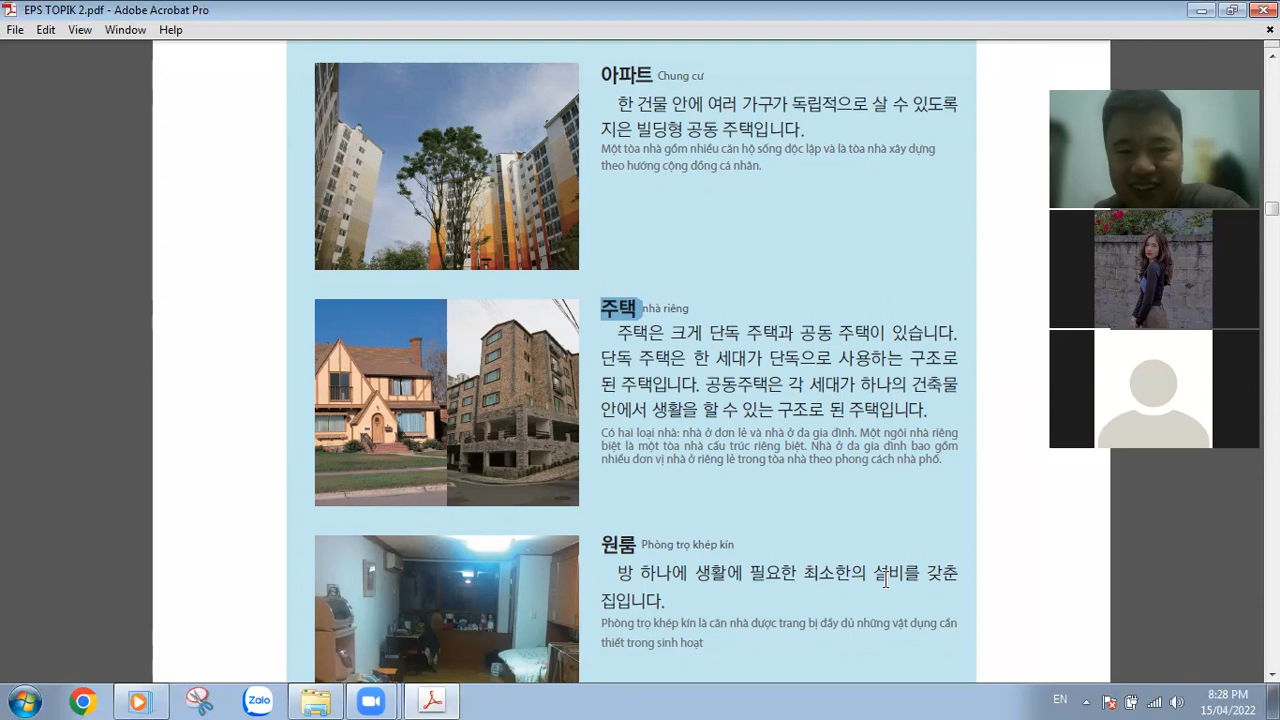 EPS TOPIK 2.pdf - Adobe Acrobat Pro
File Edit View Window Help
아파트 Chung cư
한 건물 안에 여러 가구가 독립적으로 살 수 있도록
지은 빌딩형 공동 주택입니다.
Một tòa nhà gồm nhiều căn hộ sống độc lập và là tòa nhà xây dựng
theo hướng cộng đồng cá nhân.
주택 nhà riêng
주택은 크게 단독 주택과 공동 주택이 있습니다.
단독 주택은 한 세대가 단독으로 사용하는 구조로
된 주택입니다. 공동주택은 각 세대가 하나의 건축물
안에서 생활을 할 수 있는 구조로 된 주택입니다.
Có hai loại nhà: nhà ở đơn lẻ và nhà ở đa gia đình. Một ngôi nhà riêng
biệt là một tòa nhà cấu trúc riêng biệt. Nhà ở đa gia đình bao gồm
nhiều đơn vị nhà ở riêng lẻ trong tòa nhà theo phong cách nhà phố.
원룸 Phòng trọ khép kín
방 하나에 생활에 필요한 최소한의 설비를 갖춘
집입니다.
Phòng trọ khép kín là căn nhà được trang bị đầy đủ những vật dụng cần
thiết trong sinh hoạt
Zalo
EN
8:28 PM
15/04/2022